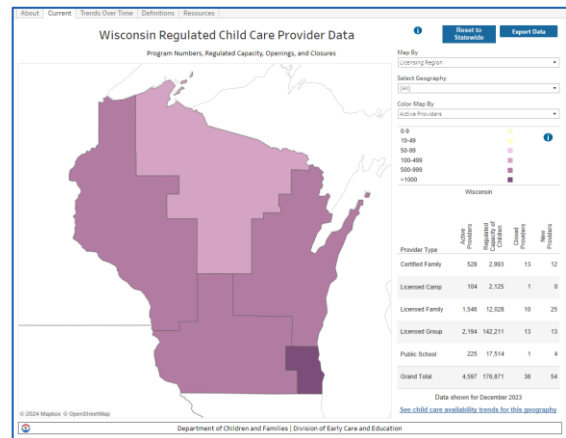 About Current Trends Over Time Definitions Resources
Wisconsin Regulated Child Care Provider Data
Program Numbers, Regulated Capacity, Openings, and Closures
Reset to Statewide
Export Data
Map By
Licensing Region
Select Geography
(All)
Color Map By
Active Providers
0-9
10-49
50-99
100-499
500-999
>1000
Wisconsin
Provider Type Active Providers Regulated Capacity of Children Closed Providers New Providers
Certified Family 528 2,993 13 12
Licensed Camp 104 2,125 1 0
Licensed Family 1,546 12,028 10 25
Licensed Group 2,194 142,211 13 13
Public School 225 17,514 1 4
Grand Total 4,597 176,871 38 54
Data shown for December 2023
See child care availability trends for this geography
© 2024 Mapbox © OpenStreetMap
Department of Children and Families | Division of Early Care and Education